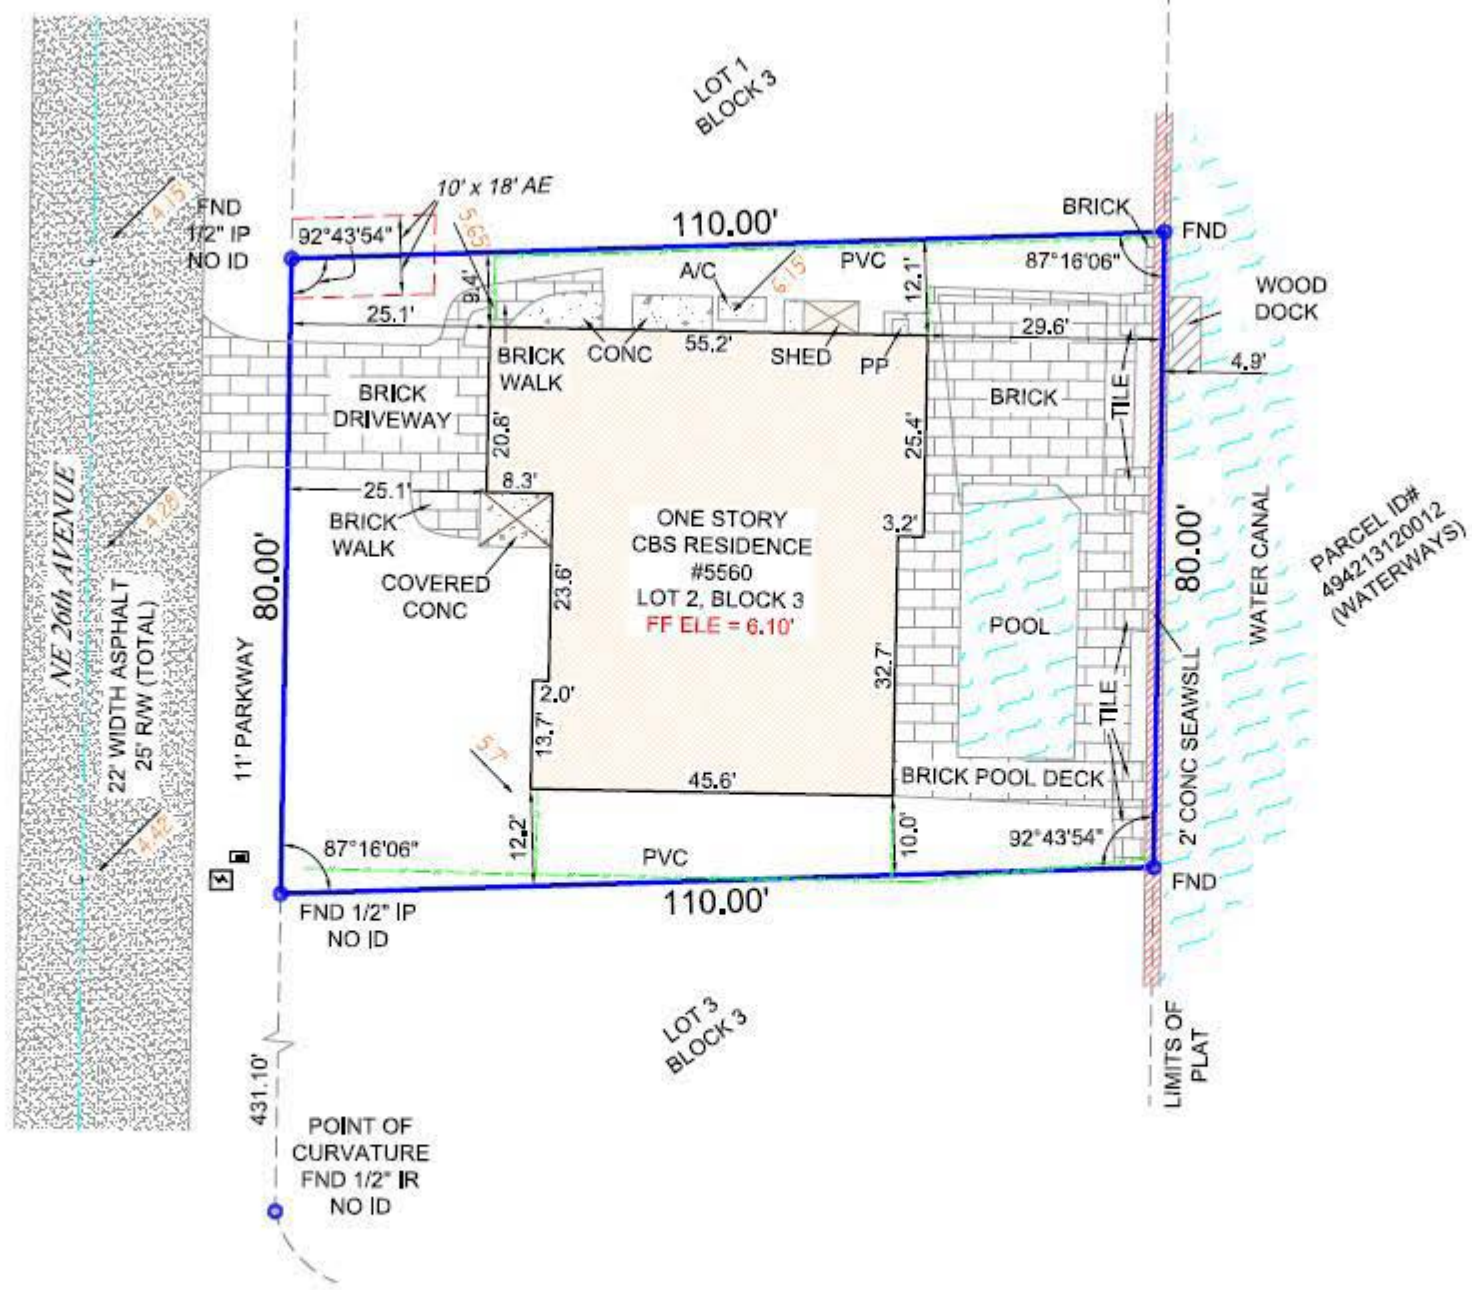 LOT 1
BLOCK 3
10' x 18' AE
4.15'
FND
1/2" IP
NO ID
92°43'54"
5.65'
110.00'
BRICK
FND
9.4'
A/C
6.15'
PVC
12.1'
87°16'06"
WOOD
DOCK
25.1'
BRICK
WALK
CONC
55.2'
SHED
PP
29.6'
4.9'
BRICK
DRIVEWAY
20.8'
25.4'
BRICK
TILE
25.1'
8.3'
BRICK
WALK
COVERED
CONC
ONE STORY
CBS RESIDENCE
#5560
LOT 2, BLOCK 3
FF ELE = 6.10'
3.2'
23.6'
32.7'
POOL
TILE
NE 26th AVENUE
4.28'
22' WIDTH ASPHALT
25' R/W (TOTAL)
4.42'
11' PARKWAY
80.00'
80.00'
WATER CANAL
2' CONC SEAWSLL
PARCEL ID#
494213120012
(WATERWAYS)
2.0'
13.7'
5.7'
45.6'
BRICK POOL DECK
12.2'
10.0'
87°16'06"
PVC
92°43'54"
FND 1/2" IP
NO ID
110.00'
FND
LOT 3
BLOCK 3
LIMITS OF
PLAT
431.10'
POINT OF
CURVATURE
FND 1/2" IR
NO ID